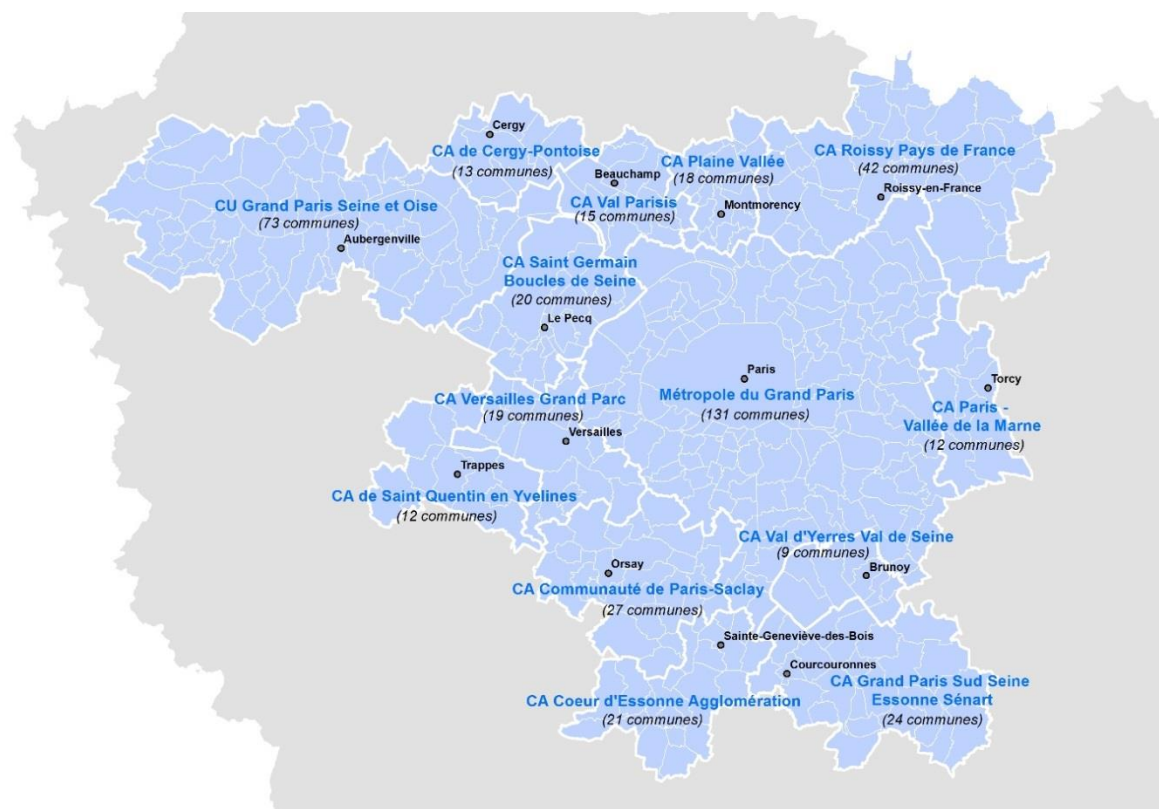 Cergy
CA de Cergy-Pontoise
(13 communes)
CA Plaine Vallée
(18 communes)
CA Roissy Pays de France
(42 communes)
Roissy-en-France
Beauchamp
CA Val Parisis
(15 communes)
Montmorency
CU Grand Paris Seine et Oise
(73 communes)
Aubergenville
CA Saint Germain
Boucles de Seine
(20 communes)
Le Pecq
Paris
Métropole du Grand Paris
(131 communes)
Torcy
CA Paris -
Vallée de la Marne
(12 communes)
CA Versailles Grand Parc
(19 communes)
Versailles
Trappes
CA de Saint Quentin en Yvelines
(12 communes)
CA Val d'Yerres Val de Seine
(9 communes)
Brunoy
Orsay
CA Communauté de Paris-Saclay
(27 communes)
Sainte-Geneviève-des-Bois
Courcouronnes
CA Coeur d'Essonne Agglomération
(21 communes)
CA Grand Paris Sud Seine
Essonne Sénart
(24 communes)